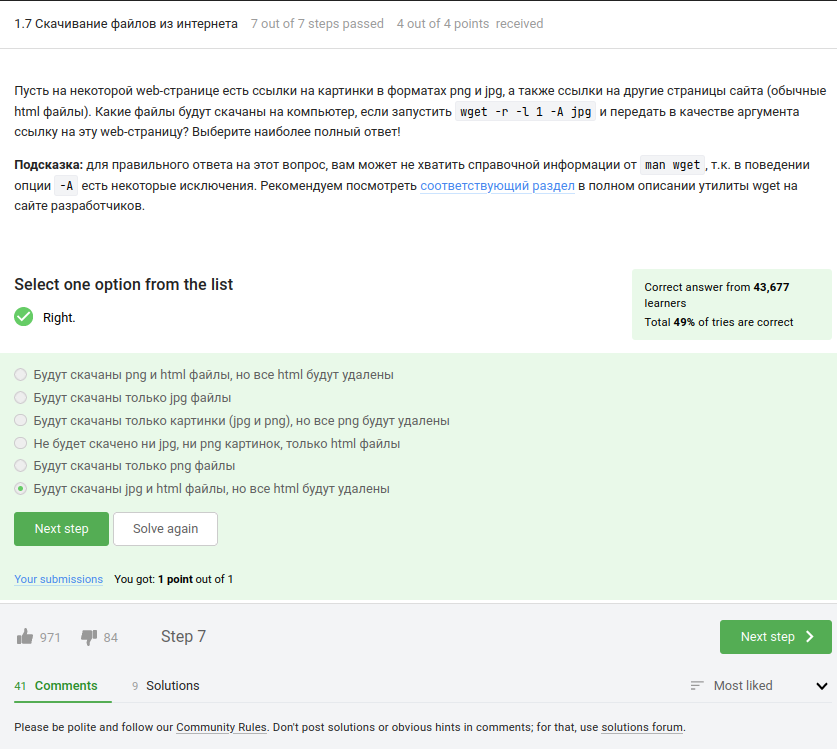 1.7 Скачивание файлов из интернета 7 out of 7 steps passed 4 out of 4 points received
Пусть на некоторой web-странице есть ссылки на картинки в форматах png и jpg, а также ссылки на другие страницы сайта (обычные
html файлы). Какие файлы будут скачаны на компьютер, если запустить wget -r -l 1 -A jpg и передать в качестве аргумента
ссылку на эту web-страницу? Выберите наиболее полный ответ!
Подсказка: для правильного ответа на этот вопрос, вам может не хватить справочной информации от man wget, т.к. в поведении
опции -A есть некоторые исключения. Рекомендуем посмотреть соответствующий раздел в полном описании утилиты wget на
сайте разработчиков.
Select one option from the list
Right.
Correct answer from 43,677
learners
Total 49% of tries are correct
Будут скачаны png и html файлы, но все html будут удалены
Будут скачаны только jpg файлы
Будут скачаны только картинки (jpg и png), но все png будут удалены
Не будет скачено ни jpg, ни png картинок, только html файлы
Будут скачаны только png файлы
Будут скачаны jpg и html файлы, но все html будут удалены
Next step Solve again
Your submissions You got: 1 point out of 1
971 84 Step 7 Next step
41 Comments 9 Solutions Most liked
Please be polite and follow our Community Rules. Don't post solutions or obvious hints in comments; for that, use solutions forum.